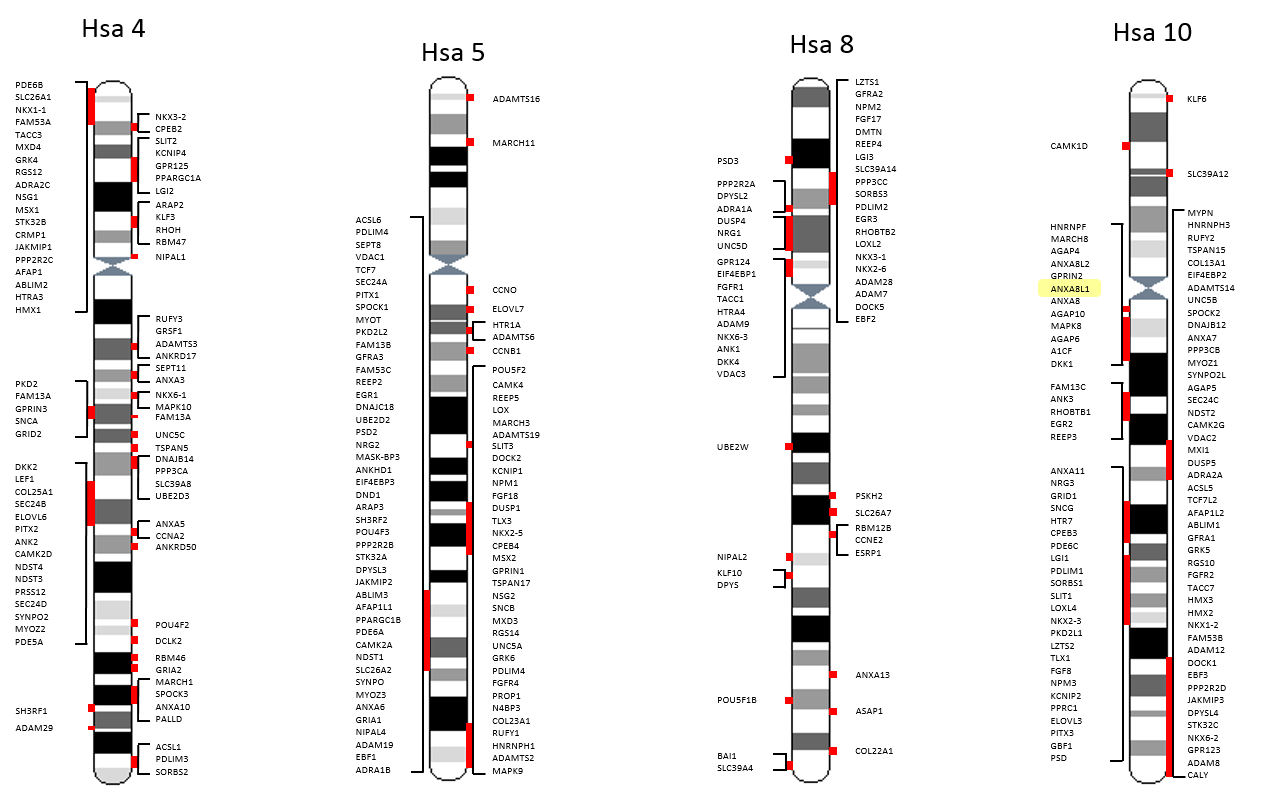 Hsa 4
PDE6B
SLC26A1
NKX1-1
FAM53A
TACC3
MXD4
GRK4
RGS12
ADRA2C
NSG1
MSX1
STK32B
CRMP1
JAKMIP1
PPP2R2C
AFAP1
ABLIM2
HTRA3
HMX1
PKD2
FAM13A
GPRIN3
SNCA
GRID2
DKK2
LEF1
COL25A1
SEC24B
ELOVL6
PITX2
ANK2
CAMK2D
NDST4
NDST3
PRSS12
SEC24D
SYNPO2
MYOZ2
PDE5A
SH3RF1
ADAM29
NKX3-2
CPEB2
SLIT2
KCNIP4
GPR125
PPARGC1A
LGI2
ARAP2
KLF3
RHOH
RBM47
NIPAL1
RUFY3
GRSF1
ADAMTS3
ANKRD17
SEPT11
ANXA3
NKX6-1
MAPK10
FAM13A
UNC5C
TSPAN5
DNAJB14
PPP3CA
SLC39A8
UBE2D3
ANXA5
CCNA2
ANKRD50
POU4F2
DCLK2
RBM46
GRIA2
MARCH1
SPOCK3
ANXA10
PALLD
ACSL1
PDLIM3
SORBS2
Hsa 5
ACSL6
PDLIM4
SEPT8
VDAC1
TCF7
SEC24A
PITX1
SPOCK1
MYOT
PKD2L2
FAM13B
GFRA3
FAM53C
REEP2
EGR1
DNAJC18
UBE2D2
PSD2
NRG2
MASK-BP3
ANKHD1
EIF4EBP3
DND1
ARAP3
SH3RF2
POU4F3
PPP2R2B
STK32A
DPYSL3
JAKMIP2
ABLIM3
AFAP1L1
PPARGC1B
PDE6A
CAMK2A
NDST1
SLC26A2
SYNPO
MYOZ3
ANXA6
GRIA1
NIPAL4
ADAM19
EBF1
ADRA1B
ADAMTS16
MARCH11
CCNO
ELOVL7
HTR1A
ADAMTS6
CCNB1
POU5F2
CAMK4
REEP5
LOX
MARCH3
ADAMTS19
SLIT3
DOCK2
KCNIP1
NPM1
FGF18
DUSP1
TLX3
NKX2-5
CPEB4
MSX2
GPRIN1
TSPAN17
NSG2
SNCB
MXD3
RGS14
UNC5A
GRK6
PDLIM4
FGFR4
PROP1
N4BP3
COL23A1
RUFY1
HNRNPH1
ADAMTS2
MAPK9
Hsa 8
PSD3
PPP2R2A
DPYSL2
ADRA1A
DUSP4
NRG1
UNC5D
GPR124
EIF4EBP1
FGFR1
TACC1
HTRA4
ADAM9
NKX6-3
ANK1
DKK4
VDAC3
UBE2W
NIPAL2
KLF10
DPYS
POU5F1B
BAI1
SLC39A4
LZTS1
GFRA2
NPM2
FGF17
DMTN
REEP4
LGI3
SLC39A14
PPP3CC
SORBS3
PDLIM2
EGR3
RHOBTB2
LOXL2
NKX3-1
NKX2-6
ADAM28
ADAM7
DOCK5
EBF2
PSKH2
SLC26A7
RBM12B
CCNE2
ESRP1
ANXA13
ASAP1
COL22A1
Hsa 10
CAMK1D
HNRNPF
MARCH8
AGAP4
ANXA8L2
GPRIN2
ANXA8L1
ANXA8
AGAP10
MAPK8
AGAP6
A1CF
DKK1
FAM13C
ANK3
RHOBTB1
EGR2
REEP3
ANXA11
NRG3
GRID1
SNCG
HTR7
CPEB3
PDE6C
LGI1
PDLIM1
SORBS1
SLIT1
LOXL4
NKX2-3
PKD2L1
LZTS2
TLX1
FGF8
NPM3
KCNIP2
PPRC1
ELOVL3
PITX3
GBF1
PSD
KLF6
SLC39A12
MYPN
HNRNPH3
RUFY2
TSPAN15
COL13A1
EIF4EBP2
ADAMTS14
UNC5B
SPOCK2
DNAJB12
ANXA7
PPP3CB
MYOZ1
SYNPO2L
AGAP5
SEC24C
NDST2
CAMK2G
VDAC2
MXI1
DUSP5
ADRA2A
ACSL5
TCF7L2
AFAP1L2
ABLIM1
GFRA1
GRK5
RGS10
FGFR2
TACC7
HMX3
HMX2
NKX1-2
FAM53B
ADAM12
DOCK1
EBF3
PPP2R2D
JAKMIP3
DPYSL4
STK32C
NKX6-2
GPR123
ADAM8
CALY